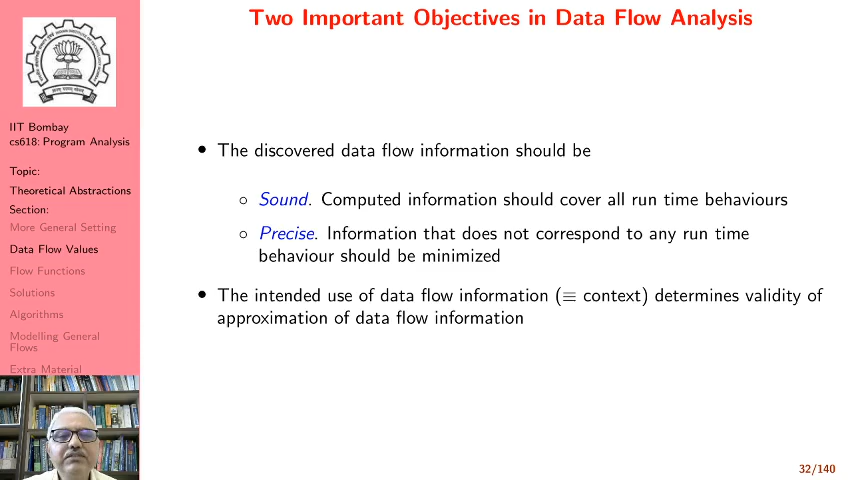 Two Important Objectives in Data Flow Analysis
IIT Bombay
cs618: Program Analysis
Topic:
Theoretical Abstractions
Section:
More General Setting
Data Flow Values
Flow Functions
Solutions
Algorithms
Modelling General
Flows
Extra Material
• The discovered data flow information should be
◦ Sound. Computed information should cover all run time behaviours
◦ Precise. Information that does not correspond to any run time
behaviour should be minimized
• The intended use of data flow information (≡ context) determines validity of
approximation of data flow information
32/140